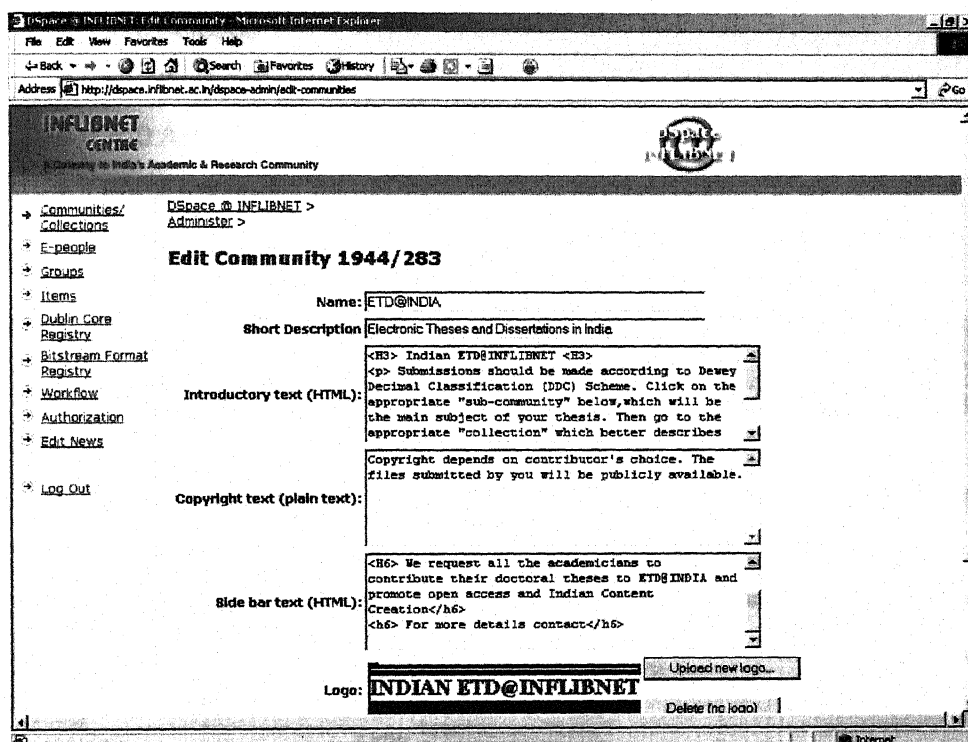 DSpace @ INFLIBNET: Edit Community - Microsoft Internet Explorer
File Edit View Favorites Tools Help
Back Search Favorites History
Address http://dspace.inflibnet.ac.in/dspace-admin/edit-communities Go
INFLIBNET
CENTRE
A Gateway to India's Academic & Research Community
DSpace @
INFLIBNET
Communities/
Collections
E-people
Groups
Items
Dublin Core
Registry
Bitstream Format
Registry
Workflow
Authorization
Edit News
Log Out
DSpace @ INFLIBNET >
Administer >
Edit Community 1944/283
Name: ETD@INDIA
Short Description Electronic Theses and Dissertations in India
Introductory text (HTML):
<H3> Indian ETD@INFLIBNET <H3>
<p> Submissions should be made according to Dewey
Decimal Classification (DDC) Scheme. Click on the
appropriate "sub-community" below,which will be
the main subject of your thesis. Then go to the
appropriate "collection" which better describes
Copyright text (plain text):
Copyright depends on contributor's choice. The
files submitted by you will be publicly available.
Side bar text (HTML):
<H6> We request all the academicians to
contribute their doctoral theses to ETD@INDIA and
promote open access and Indian Content
Creation</h6>
<h6> For more details contact</h6>
Logo: INDIAN ETD@INFLIBNET
Upload new logo...
Delete (no logo)
Internet